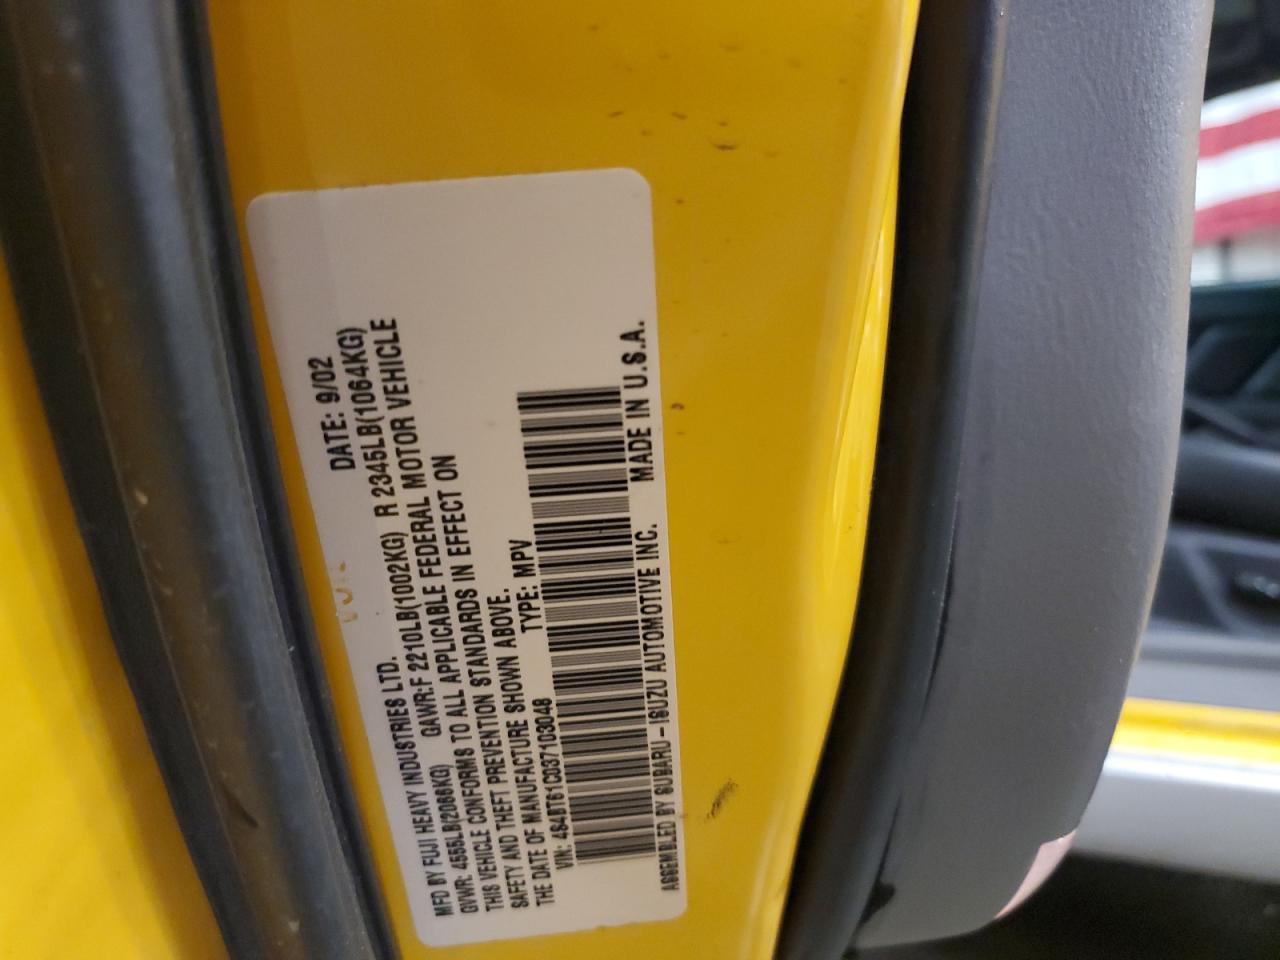 MFD BY FUJI HEAVY INDUSTRIES LTD. DATE: 9/02
GVWR: 4555LB(2066KG) GAWR:F 2210LB(1002KG) R 2345LB(1064KG)
THIS VEHICLE CONFORMS TO ALL APPLICABLE FEDERAL MOTOR VEHICLE
SAFETY AND THEFT PREVENTION STANDARDS IN EFFECT ON
THE DATE OF MANUFACTURE SHOWN ABOVE.
VIN: 4S4BT61C037103048 TYPE: MPV
ASSEMBLED BY SUBARU-ISUZU AUTOMOTIVE INC. MADE IN U.S.A.